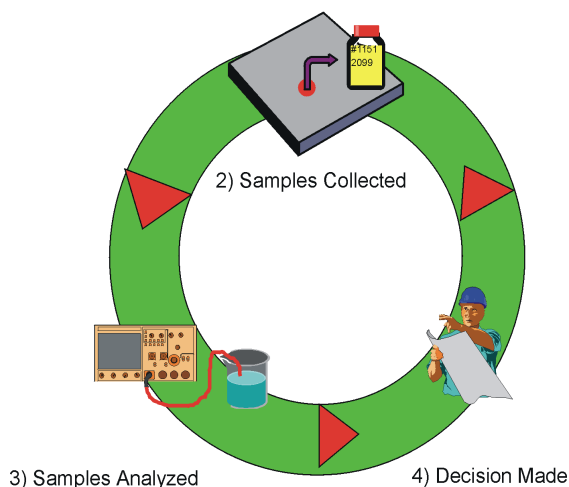 #1151
2099
2) Samples Collected
3) Samples Analyzed
4) Decision Made